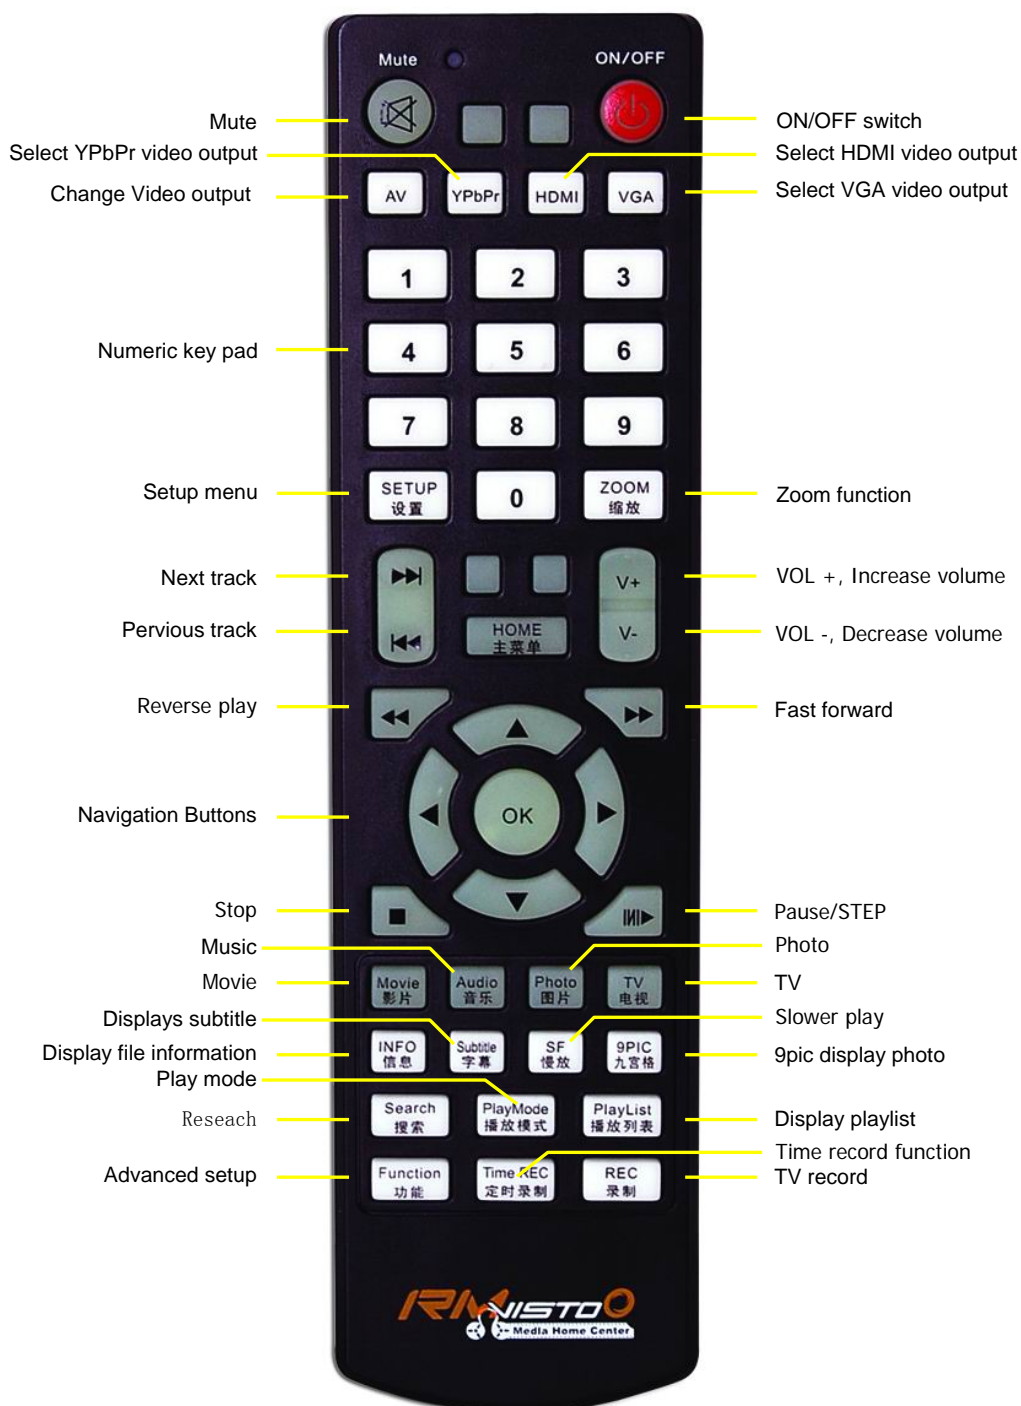 Mute
ON/OFF
Mute
ON/OFF switch
Select YPbPr video output
Select HDMI video output
Change Video output
AV
YPbPr
HDMI
VGA
Select VGA video output
1
2
3
Numeric key pad
4
5
6
7
8
9
Setup menu
SETUP
设置
0
ZOOM
缩放
Zoom function
Next track
V+
VOL +, Increase volume
Pervious track
HOME
主菜单
V-
VOL -, Decrease volume
Reverse play
Fast forward
Navigation Buttons
OK
Stop
Pause/STEP
Music
Photo
Movie
Movie
影片
Audio
音乐
Photo
图片
TV
电视
TV
Displays subtitle
Slower play
Display file information
INFO
信息
Subtitle
字幕
SF
慢放
9PIC
九宫格
9pic display photo
Play mode
Reseach
Search
搜索
PlayMode
播放模式
PlayList
播放列表
Display playlist
Time record function
Advanced setup
Function
功能
Time REC
定时录制
REC
录制
TV record
RMVISTO
Media Home Center